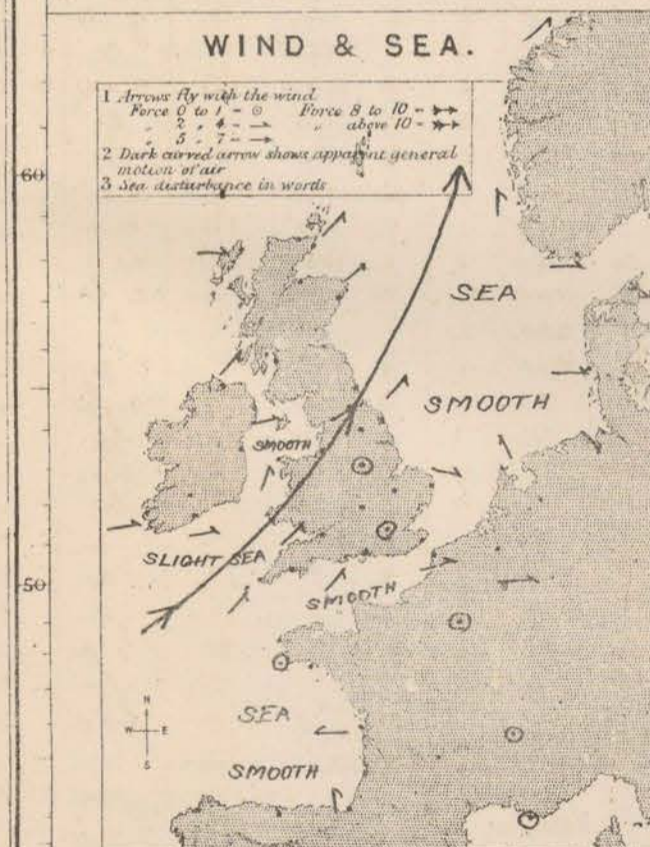 WIND & SEA.
1 Arrows fly with the wind
Force 0 to 1 - ⊙ Force 8 to 10 -
" 2 " 4 - " above 10 -
" 5 " 7 -
2 Dark curved arrow shows apparent general
motion of air
3 Sea disturbance in words
60
SEA
SMOOTH
SMOOTH
SLIGHT SEA
50
SMOOTH
N
W E
S
SEA
SMOOTH